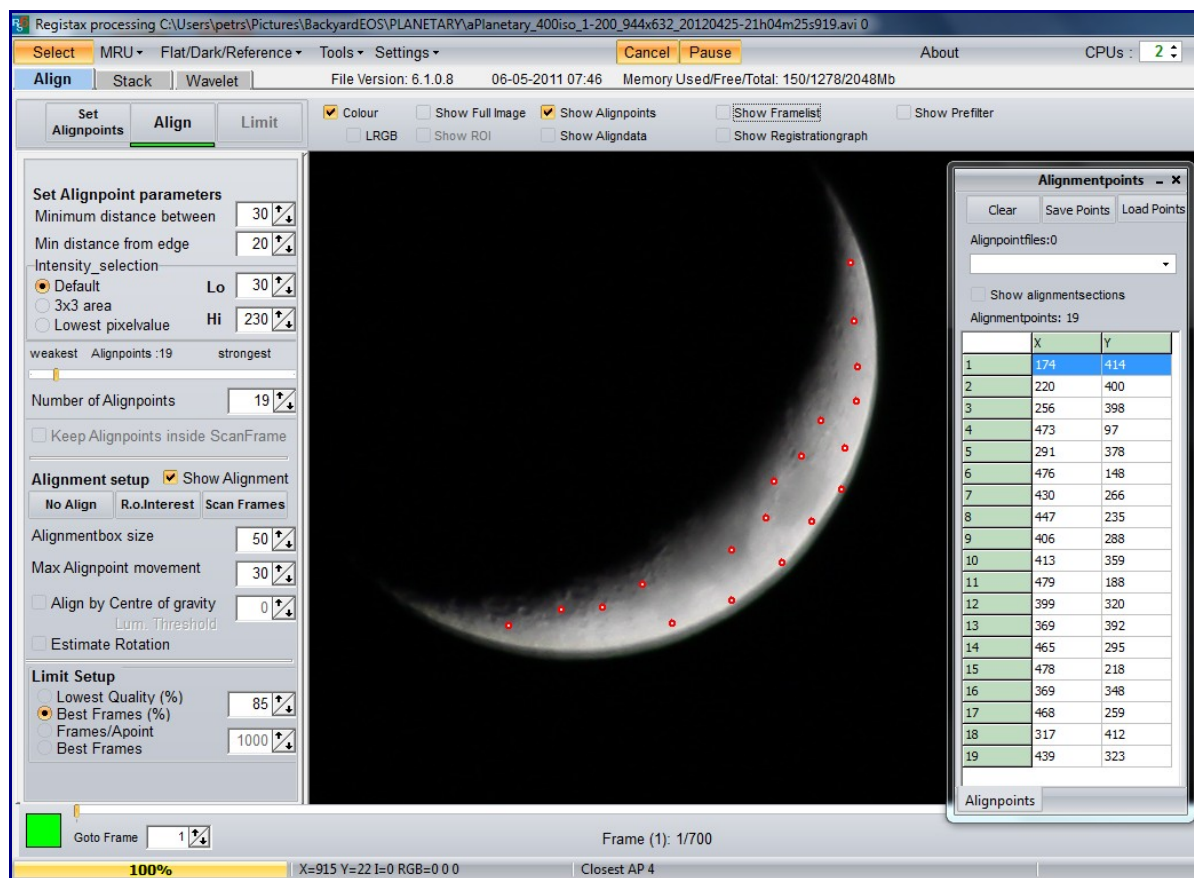 Registax processing C:\Users\petrs\Pictures\BackyardEOS\PLANETARY\aPlanetary_400iso_1-200_944x632_20120425-21h04m25s919.avi 0
Select MRU Flat/Dark/Reference Tools Settings Cancel Pause About CPUs : 2
Align Stack Wavelet File Version: 6.1.0.8 06-05-2011 07:46 Memory Used/Free/Total: 150/1278/2048Mb
Set Alignpoints Align Limit
Colour Show Full Image Show Alignpoints Show Framelist Show Prefilter
LRGB Show ROI Show Aligndata Show Registrationgraph
Set Alignpoint parameters
Minimum distance between 30
Min distance from edge 20
Intensity_selection
Default Lo 30
3x3 area
Lowest pixelvalue Hi 230
weakest Alignpoints :19 strongest
Number of Alignpoints 19
Keep Alignpoints inside ScanFrame
Alignment setup Show Alignment
No Align R.o.Interest Scan Frames
Alignmentbox size 50
Max Alignpoint movement 30
Align by Centre of gravity 0
Lum. Threshold
Estimate Rotation
Limit Setup
Lowest Quality (%)
Best Frames (%) 85
Frames/Apoint
Best Frames 1000
Alignmentpoints
Clear Save Points Load Points
Alignpointfiles:0
Show alignmentsections
Alignmentpoints: 19
X Y
1 174 414
2 220 400
3 256 398
4 473 97
5 291 378
6 476 148
7 430 266
8 447 235
9 406 288
10 413 359
11 479 188
12 399 320
13 369 392
14 465 295
15 478 218
16 369 348
17 468 259
18 317 412
19 439 323
Alignpoints
Goto Frame 1 Frame (1): 1/700
100% X=915 Y=22 I=0 RGB=0 0 0 Closest AP 4